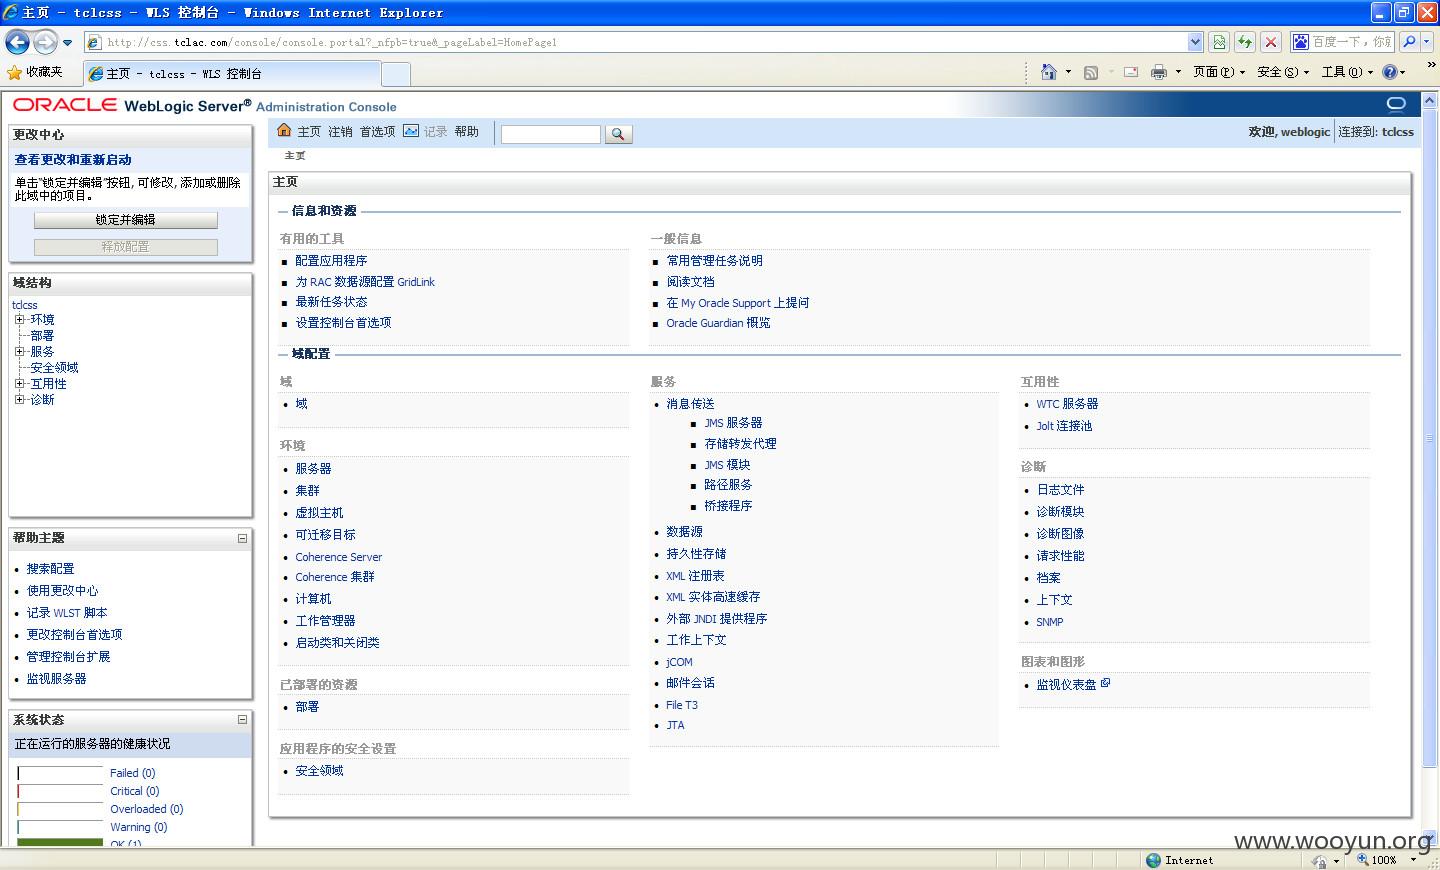 主页 - tclcss - WLS 控制台 - Windows Internet Explorer
http://css.tclac.com/console/console.portal?_nfpb=true&_pageLabel=HomePage1
百度一下，你
收藏夹
主页 - tclcss - WLS 控制台
页面(P) 安全(S) 工具(O)
ORACLE WebLogic Server® Administration Console
更改中心
查看更改和重新启动
单击"锁定并编辑"按钮, 可修改, 添加或删除
此域中的项目。
锁定并编辑
释放配置
域结构
tclcss
环境
部署
服务
安全领域
互用性
诊断
帮助主题
搜索配置
使用更改中心
记录 WLST 脚本
更改控制台首选项
管理控制台扩展
监视服务器
系统状态
正在运行的服务器的健康状况
Failed (0)
Critical (0)
Overloaded (0)
Warning (0)
OK (1)
主页 注销 首选项 记录 帮助
欢迎, weblogic 连接到: tclcss
主页
主页
信息和资源
有用的工具
配置应用程序
为 RAC 数据源配置 GridLink
最新任务状态
设置控制台首选项
一般信息
常用管理任务说明
阅读文档
在 My Oracle Support 上提问
Oracle Guardian 概览
域配置
域
域
环境
服务器
集群
虚拟主机
可迁移目标
Coherence Server
Coherence 集群
计算机
工作管理器
启动类和关闭类
已部署的资源
部署
应用程序的安全设置
安全领域
服务
消息传送
JMS 服务器
存储转发代理
JMS 模块
路径服务
桥接程序
数据源
持久性存储
XML 注册表
XML 实体高速缓存
外部 JNDI 提供程序
工作上下文
jCOM
邮件会话
File T3
JTA
互用性
WTC 服务器
Jolt 连接池
诊断
日志文件
诊断模块
诊断图像
请求性能
档案
上下文
SNMP
图表和图形
监视仪表盘
www.wooyun.org
Internet
100%